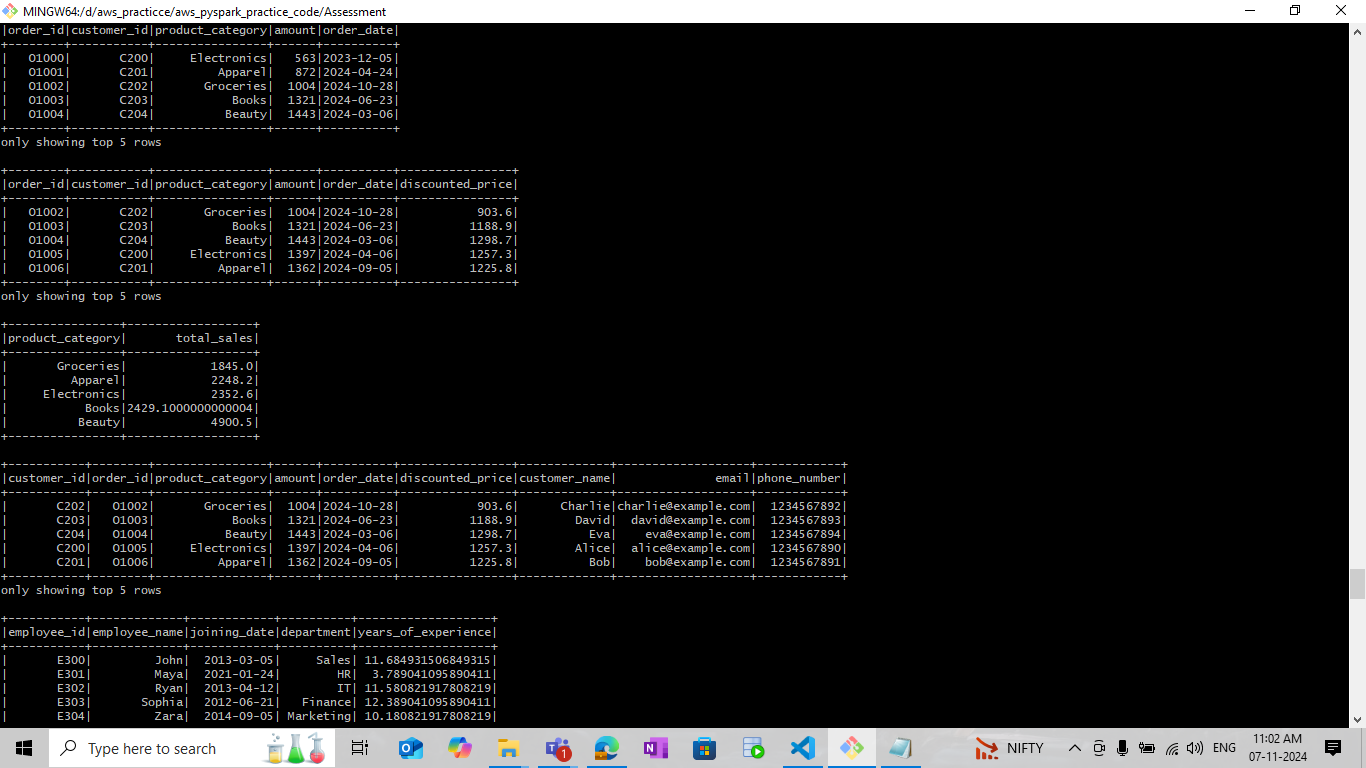 MINGW64:/d/aws_practicce/aws_pyspark_practice_code/Assessment
|order_id|customer_id|product_category|amount|order_date|
+--------+-----------+----------------+------+----------+
|   O1000|       C200|     Electronics|   563|2023-12-05|
|   O1001|       C201|         Apparel|   872|2024-04-24|
|   O1002|       C202|       Groceries|  1004|2024-10-28|
|   O1003|       C203|           Books|  1321|2024-06-23|
|   O1004|       C204|          Beauty|  1443|2024-03-06|
+--------+-----------+----------------+------+----------+
only showing top 5 rows
+--------+-----------+----------------+------+----------+----------------+
|order_id|customer_id|product_category|amount|order_date|discounted_price|
+--------+-----------+----------------+------+----------+----------------+
|   O1002|       C202|       Groceries|  1004|2024-10-28|           903.6|
|   O1003|       C203|           Books|  1321|2024-06-23|          1188.9|
|   O1004|       C204|          Beauty|  1443|2024-03-06|          1298.7|
|   O1005|       C200|     Electronics|  1397|2024-04-06|          1257.3|
|   O1006|       C201|         Apparel|  1362|2024-09-05|          1225.8|
+--------+-----------+----------------+------+----------+----------------+
only showing top 5 rows
+----------------+------------------+
|product_category|       total_sales|
+----------------+------------------+
|       Groceries|            1845.0|
|         Apparel|            2248.2|
|     Electronics|            2352.6|
|           Books|2429.1000000000004|
|          Beauty|            4900.5|
+----------------+------------------+
+-----------+--------+----------------+------+----------+----------------+-------------+-------------------+------------+
|customer_id|order_id|product_category|amount|order_date|discounted_price|customer_name|              email|phone_number|
+-----------+--------+----------------+------+----------+----------------+-------------+-------------------+------------+
|       C202|   O1002|       Groceries|  1004|2024-10-28|           903.6|      Charlie|charlie@example.com|  1234567892|
|       C203|   O1003|           Books|  1321|2024-06-23|          1188.9|        David|  david@example.com|  1234567893|
|       C204|   O1004|          Beauty|  1443|2024-03-06|          1298.7|          Eva|    eva@example.com|  1234567894|
|       C200|   O1005|     Electronics|  1397|2024-04-06|          1257.3|        Alice|  alice@example.com|  1234567890|
|       C201|   O1006|         Apparel|  1362|2024-09-05|          1225.8|          Bob|    bob@example.com|  1234567891|
+-----------+--------+----------------+------+----------+----------------+-------------+-------------------+------------+
only showing top 5 rows
+-----------+-------------+------------+----------+-------------------+
|employee_id|employee_name|joining_date|department|years_of_experience|
+-----------+-------------+------------+----------+-------------------+
|       E300|         John|  2013-03-05|     Sales| 11.684931506849315|
|       E301|         Maya|  2021-01-24|        HR|  3.789041095890411|
|       E302|         Ryan|  2013-04-12|        IT| 11.580821917808219|
|       E303|       Sophia|  2012-06-21|   Finance| 12.389041095890411|
|       E304|         Zara|  2014-09-05| Marketing| 10.180821917808219|
Type here to search
1
NIFTY
ENG
11:02 AM
07-11-2024